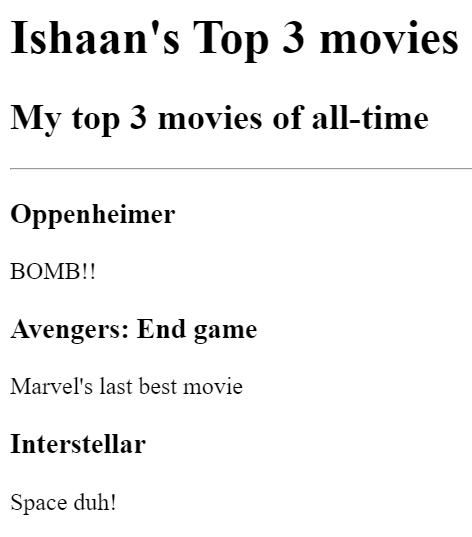 Ishaan's Top 3 movies
My top 3 movies of all-time
Oppenheimer
BOMB!!
Avengers: End game
Marvel's last best movie
Interstellar
Space duh!